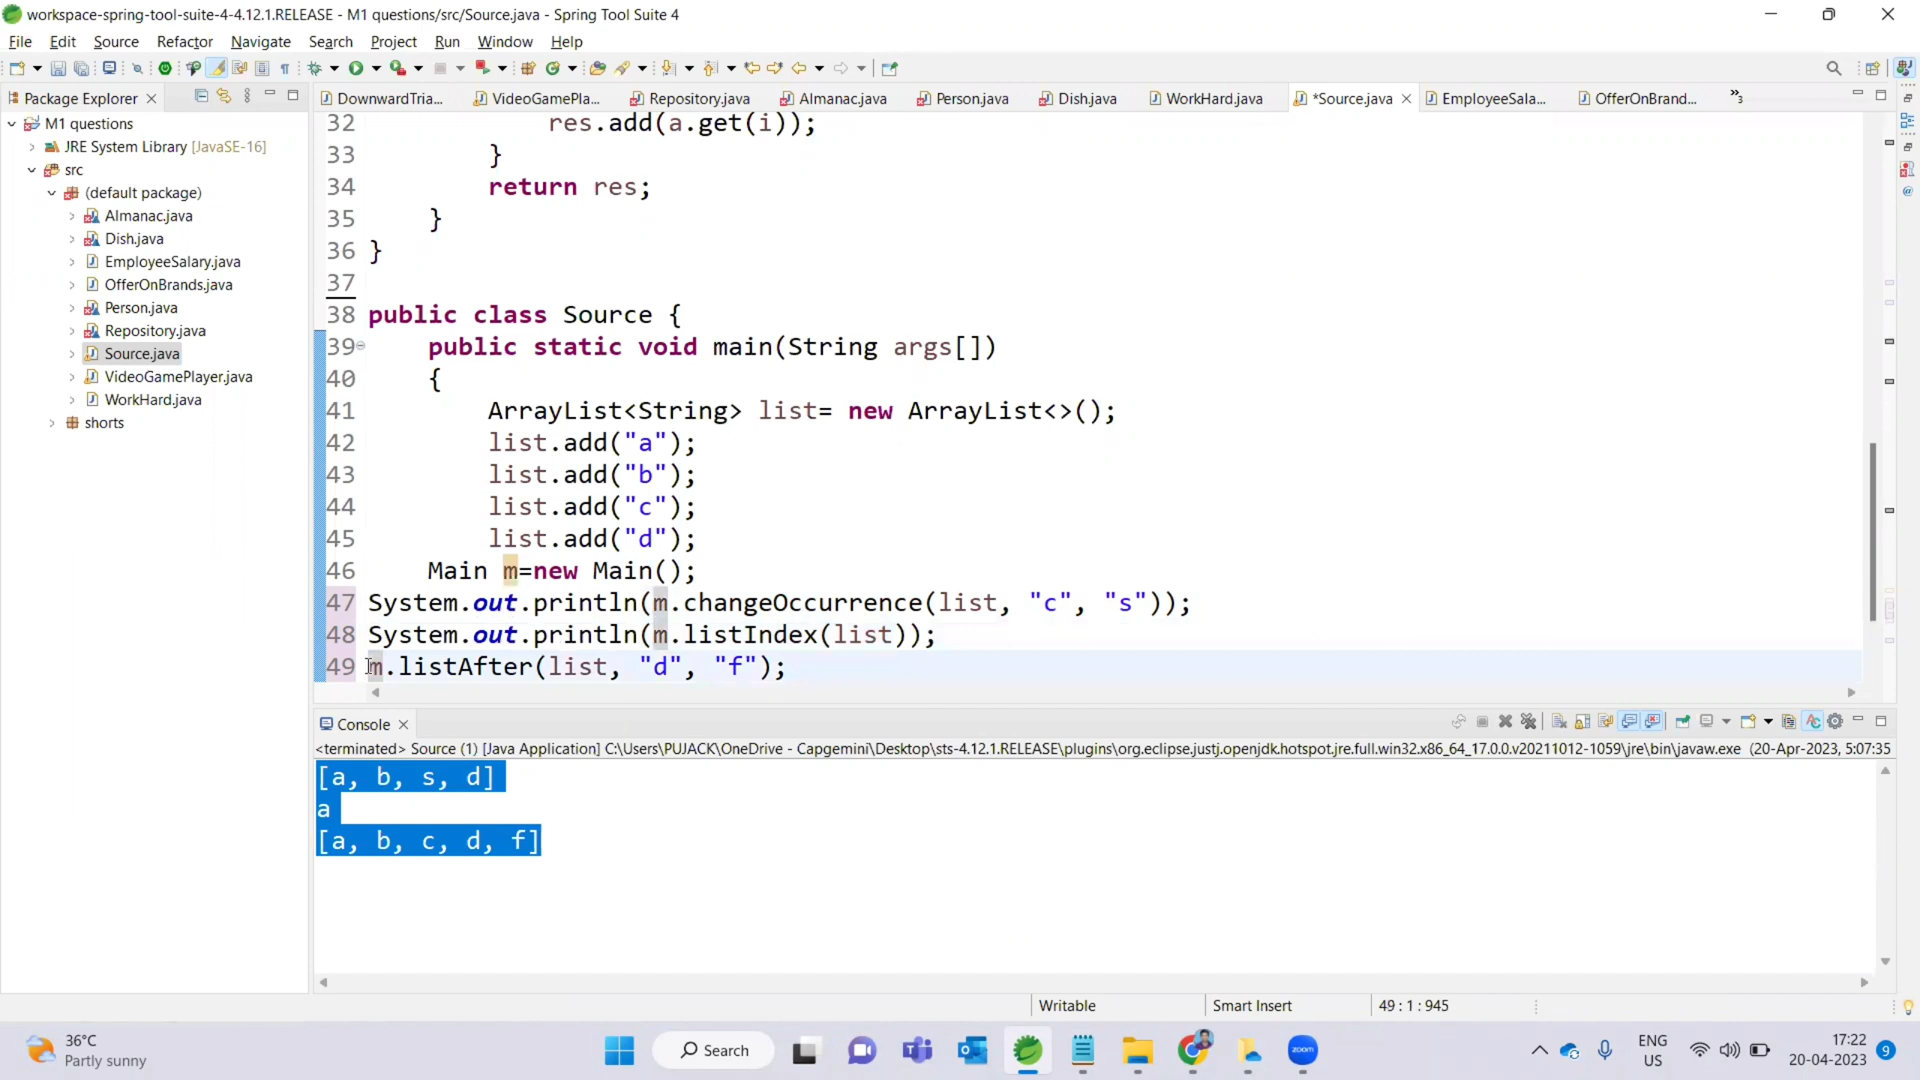 workspace-spring-tool-suite-4-4.12.1.RELEASE - M1 questions/src/Source.java - Spring Tool Suite 4
File Edit Source Refactor Navigate Search Project Run Window Help
Package Explorer
DownwardTria... VideoGamePla... Repository.java Almanac.java Person.java Dish.java WorkHard.java *Source.java EmployeeSala... OfferOnBrand... »3
M1 questions
JRE System Library [JavaSE-16]
src
(default package)
Almanac.java
Dish.java
EmployeeSalary.java
OfferOnBrands.java
Person.java
Repository.java
Source.java
VideoGamePlayer.java
WorkHard.java
shorts
32 res.add(a.get(i));
33 }
34 return res;
35 }
36 }
37
38 public class Source {
39 public static void main(String args[])
40 {
41 ArrayList<String> list= new ArrayList<>();
42 list.add("a");
43 list.add("b");
44 list.add("c");
45 list.add("d");
46 Main m=new Main();
47 System.out.println(m.changeOccurrence(list, "c", "s"));
48 System.out.println(m.listIndex(list));
49 m.listAfter(list, "d", "f");
Console
<terminated> Source (1) [Java Application] C:\Users\PUJACK\OneDrive - Capgemini\Desktop\sts-4.12.1.RELEASE\plugins\org.eclipse.justj.openjdk.hotspot.jre.full.win32.x86_64_17.0.0.v20211012-1059\jre\bin\javaw.exe (20-Apr-2023, 5:07:35
[a, b, s, d]
a
[a, b, c, d, f]
Writable Smart Insert 49 : 1 : 945
36°C
Partly sunny
Search
zoom
ENG
US
17:22
20-04-2023
9